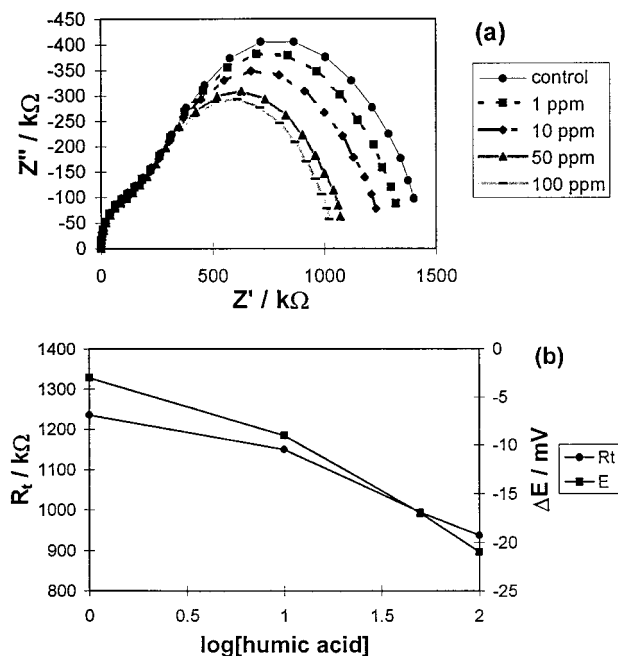 (a)
Z'' / kΩ
-450
-400
-350
-300
-250
-200
-150
-100
-50
0
0 500 1000 1500
Z' / kΩ
control
1 ppm
10 ppm
50 ppm
100 ppm
(b)
Rt / kΩ
1400
1300
1200
1100
1000
900
800
0
-5
-10
-15
-20
-25
ΔE / mV
Rt
E
0 0.5 1 1.5 2
log[humic acid]